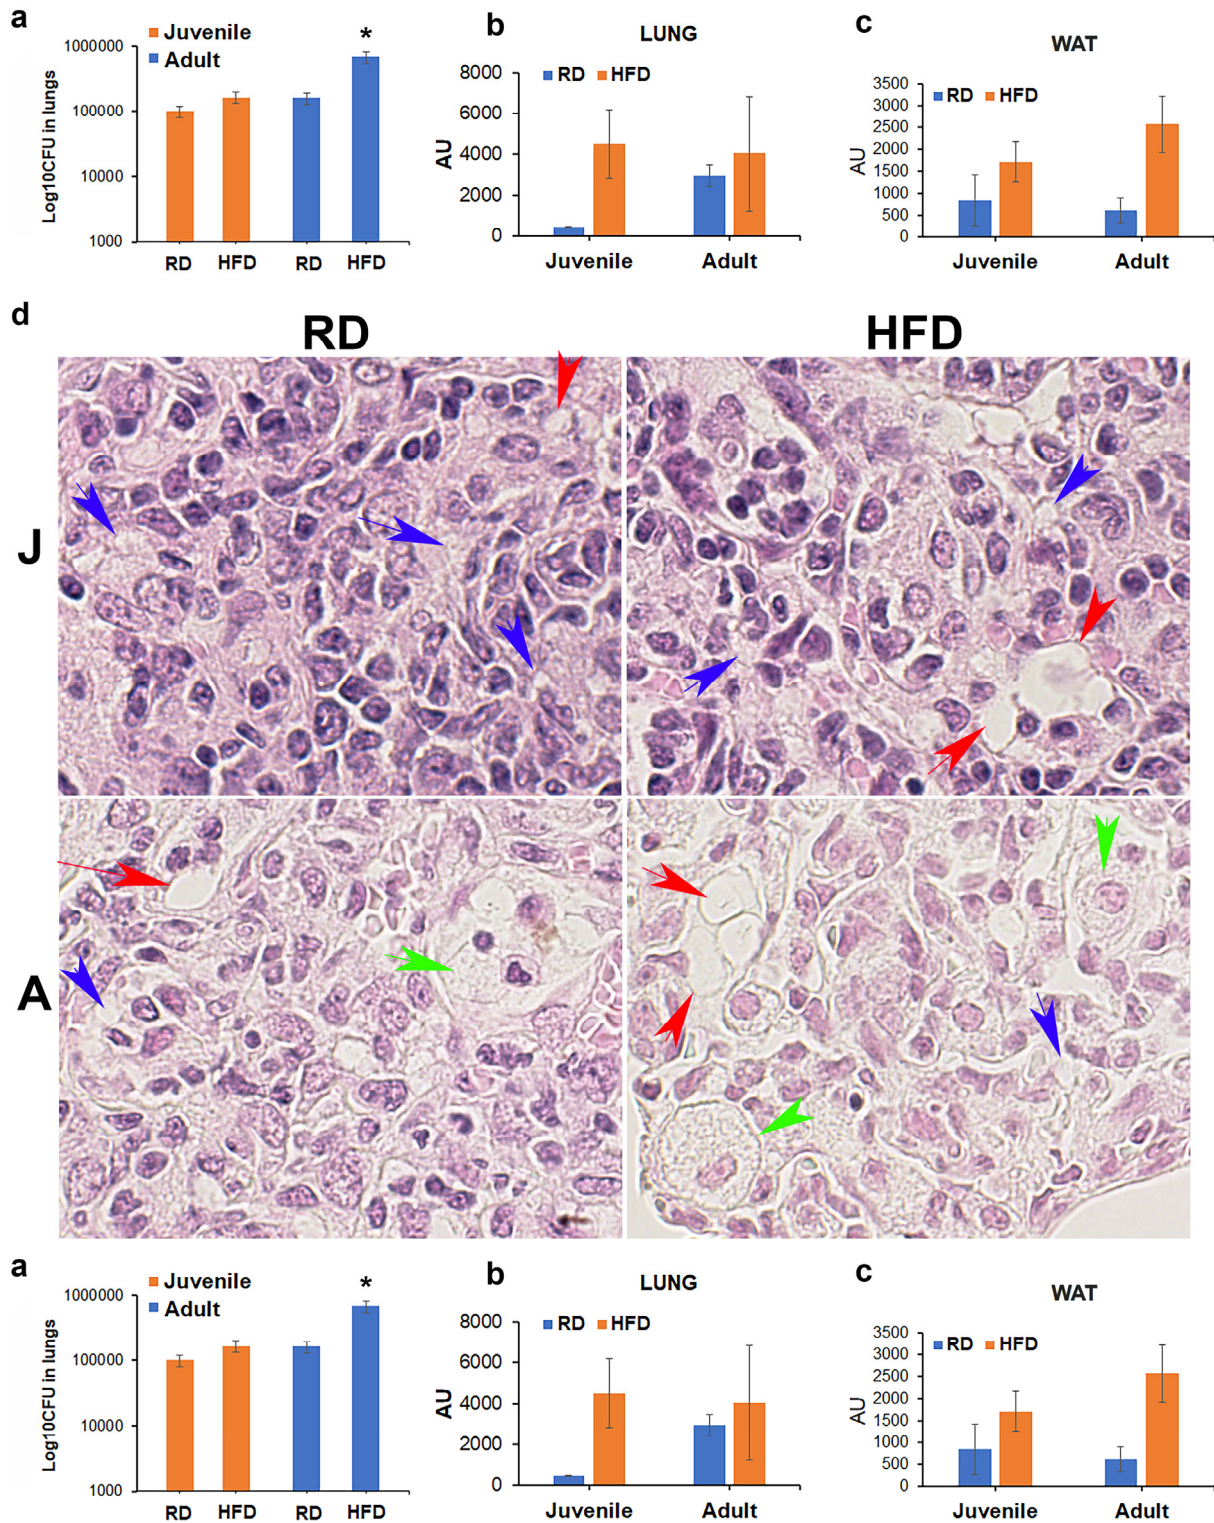 a
Juvenile
Adult
*
Log10CFU in lungs
1000000
100000
10000
1000
RD HFD RD HFD
b
LUNG
RD HFD
AU
8000
6000
4000
2000
0
Juvenile Adult
c
WAT
RD HFD
AU
3500
3000
2500
2000
1500
1000
500
0
Juvenile Adult
d
RD HFD
J
A
a
Juvenile
Adult
*
Log10CFU in lungs
1000000
100000
10000
1000
RD HFD RD HFD
b
LUNG
RD HFD
AU
8000
6000
4000
2000
0
Juvenile Adult
c
WAT
RD HFD
AU
3500
3000
2500
2000
1500
1000
500
0
Juvenile Adult